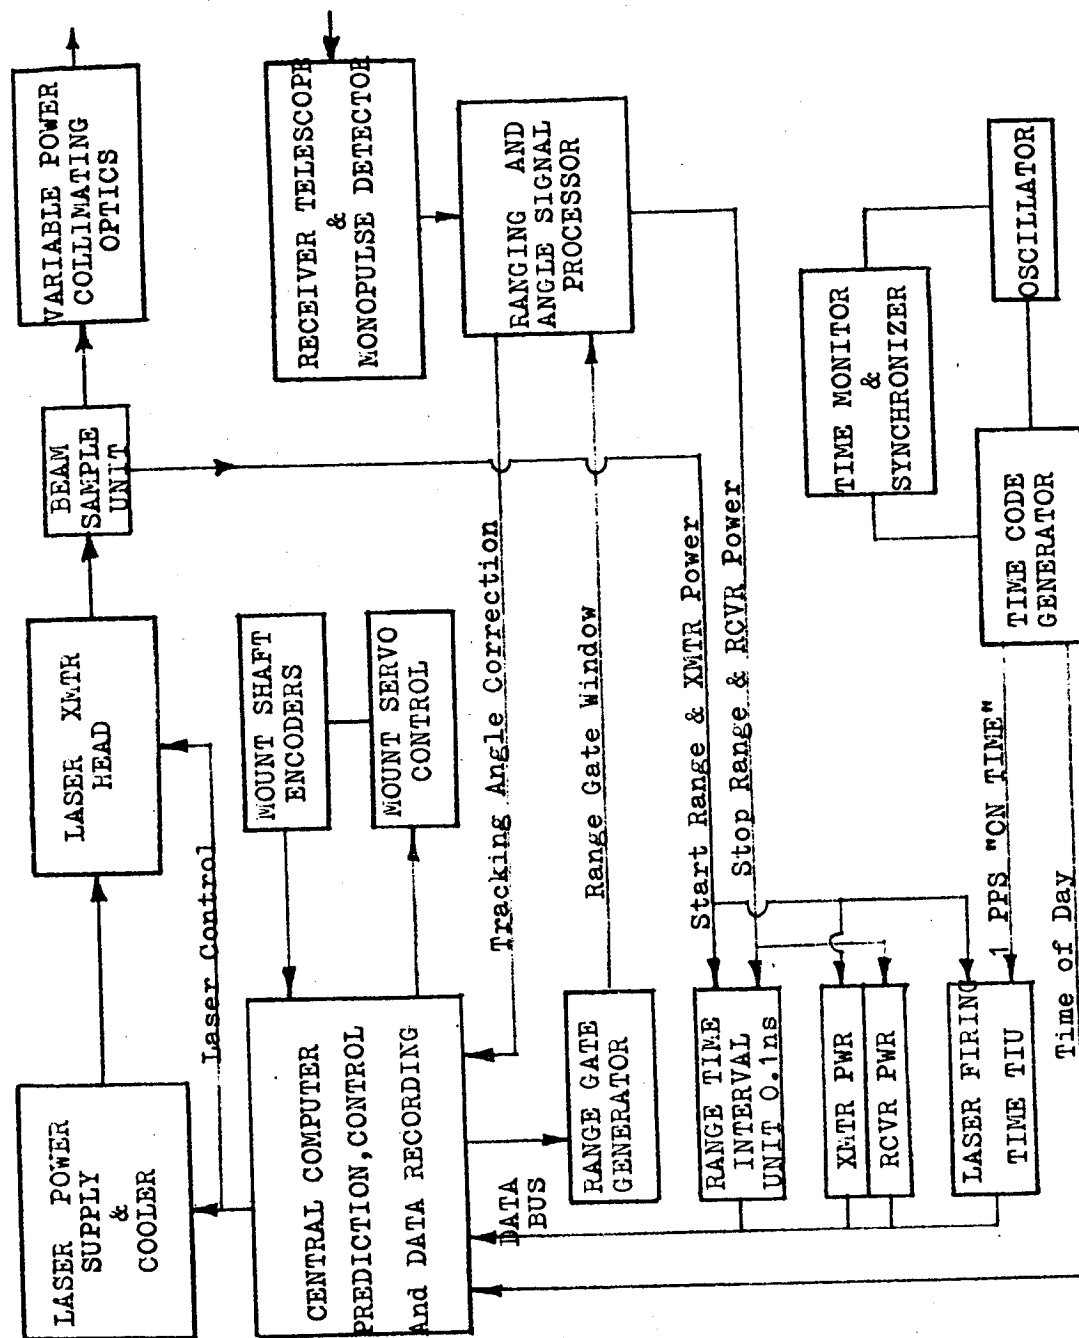 LASER POWER
SUPPLY
&
COOLER
LASER XMTR
HEAD
BEAM
SAMPLE
UNIT
VARIABLE POWER
COLLIMATING
OPTICS
Laser Control
CENTRAL COMPUTER
PREDICTION,CONTROL
And DATA RECORDING
MOUNT SHAFT
ENCODERS
MOUNT SERVO
CONTROL
RECEIVER TELESCOPE
&
MONOPULSE DETECTOR
Tracking Angle Correction
RANGING AND
ANGLE SIGNAL
PROCESSOR
DATA
BUS
RANGE GATE
GENERATOR
Range Gate Window
RANGE TIME
INTERVAL
UNIT 0.1ns
Start Range & XMTR Power
Stop Range & RCVR Power
XMTR PWR
RCVR PWR
TIME MONITOR
&
SYNCHRONIZER
OSCILLATOR
LASER FIRING
TIME TIU
1 PPS "ON TIME"
TIME CODE
GENERATOR
Time of Day